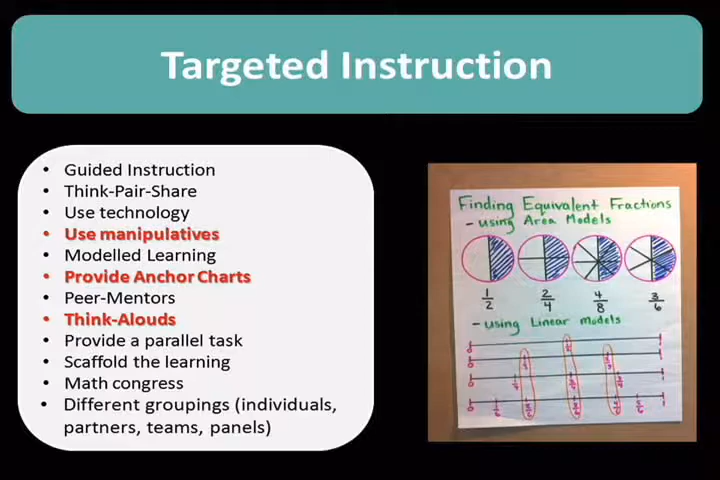 Targeted Instruction
• Guided Instruction
• Think-Pair-Share
• Use technology
• Use manipulatives
• Modelled Learning
• Provide Anchor Charts
• Peer-Mentors
• Think-Alouds
• Provide a parallel task
• Scaffold the learning
• Math congress
• Different groupings (individuals,
partners, teams, panels)
Finding Equivalent Fractions
- using Area Models
1/2 2/4 4/8 3/6
- using Linear Models